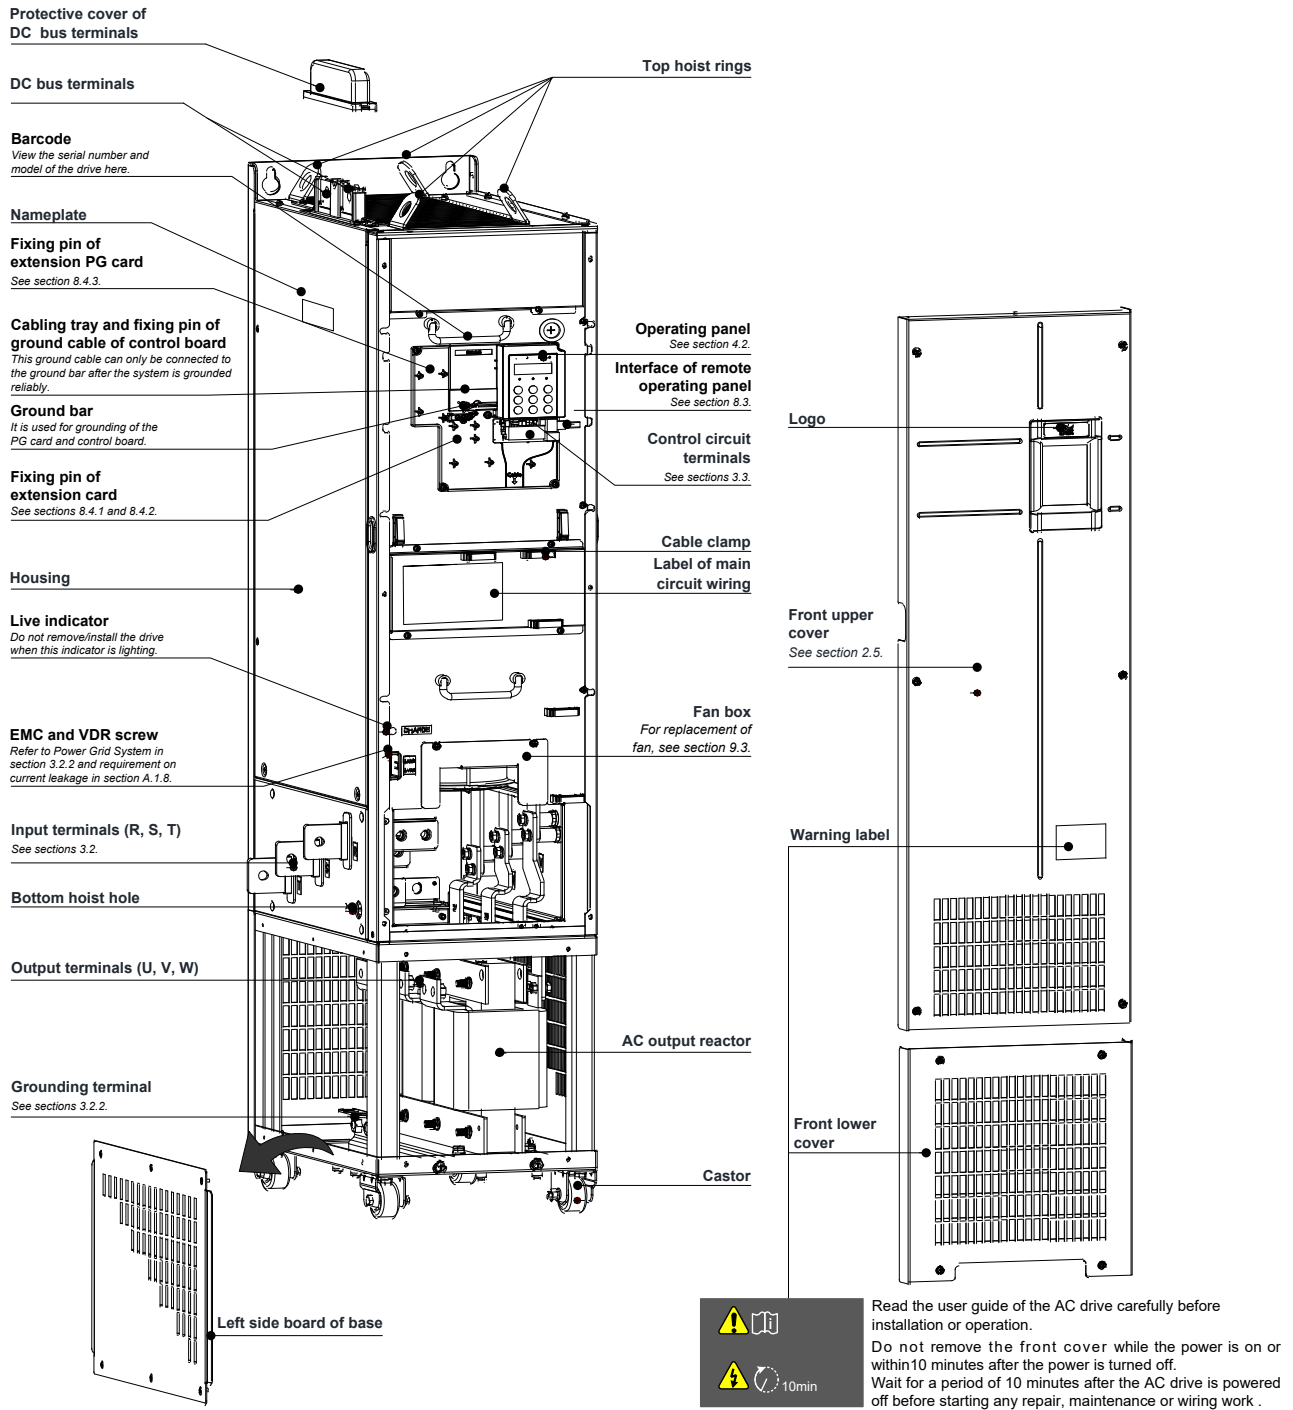 Protective cover of
DC bus terminals
DC bus terminals
Barcode
View the serial number and
model of the drive here.
Nameplate
Fixing pin of
extension PG card
See section 8.4.3.
Cabling tray and fixing pin of
ground cable of control board
This ground cable can only be connected to
the ground bar after the system is grounded
reliably.
Ground bar
It is used for grounding of the
PG card and control board.
Fixing pin of
extension card
See sections 8.4.1 and 8.4.2.
Housing
Live indicator
Do not remove/install the drive
when this indicator is lighting.
EMC and VDR screw
Refer to Power Grid System in
section 3.2.2 and requirement on
current leakage in section A.1.8.
Input terminals (R, S, T)
See sections 3.2.
Bottom hoist hole
Output terminals (U, V, W)
Grounding terminal
See sections 3.2.2.
Left side board of base
Top hoist rings
Operating panel
See section 4.2.
Interface of remote
operating panel
See section 8.3.
Control circuit
terminals
See sections 3.3.
Cable clamp
Label of main
circuit wiring
Fan box
For replacement of
fan, see section 9.3.
AC output reactor
Castor
CHARGE
Logo
Front upper
cover
See section 2.5.
Warning label
Front lower
cover
10min
Read the user guide of the AC drive carefully before
installation or operation.
Do not remove the front cover while the power is on or
within10 minutes after the power is turned off.
Wait for a period of 10 minutes after the AC drive is powered
off before starting any repair, maintenance or wiring work .